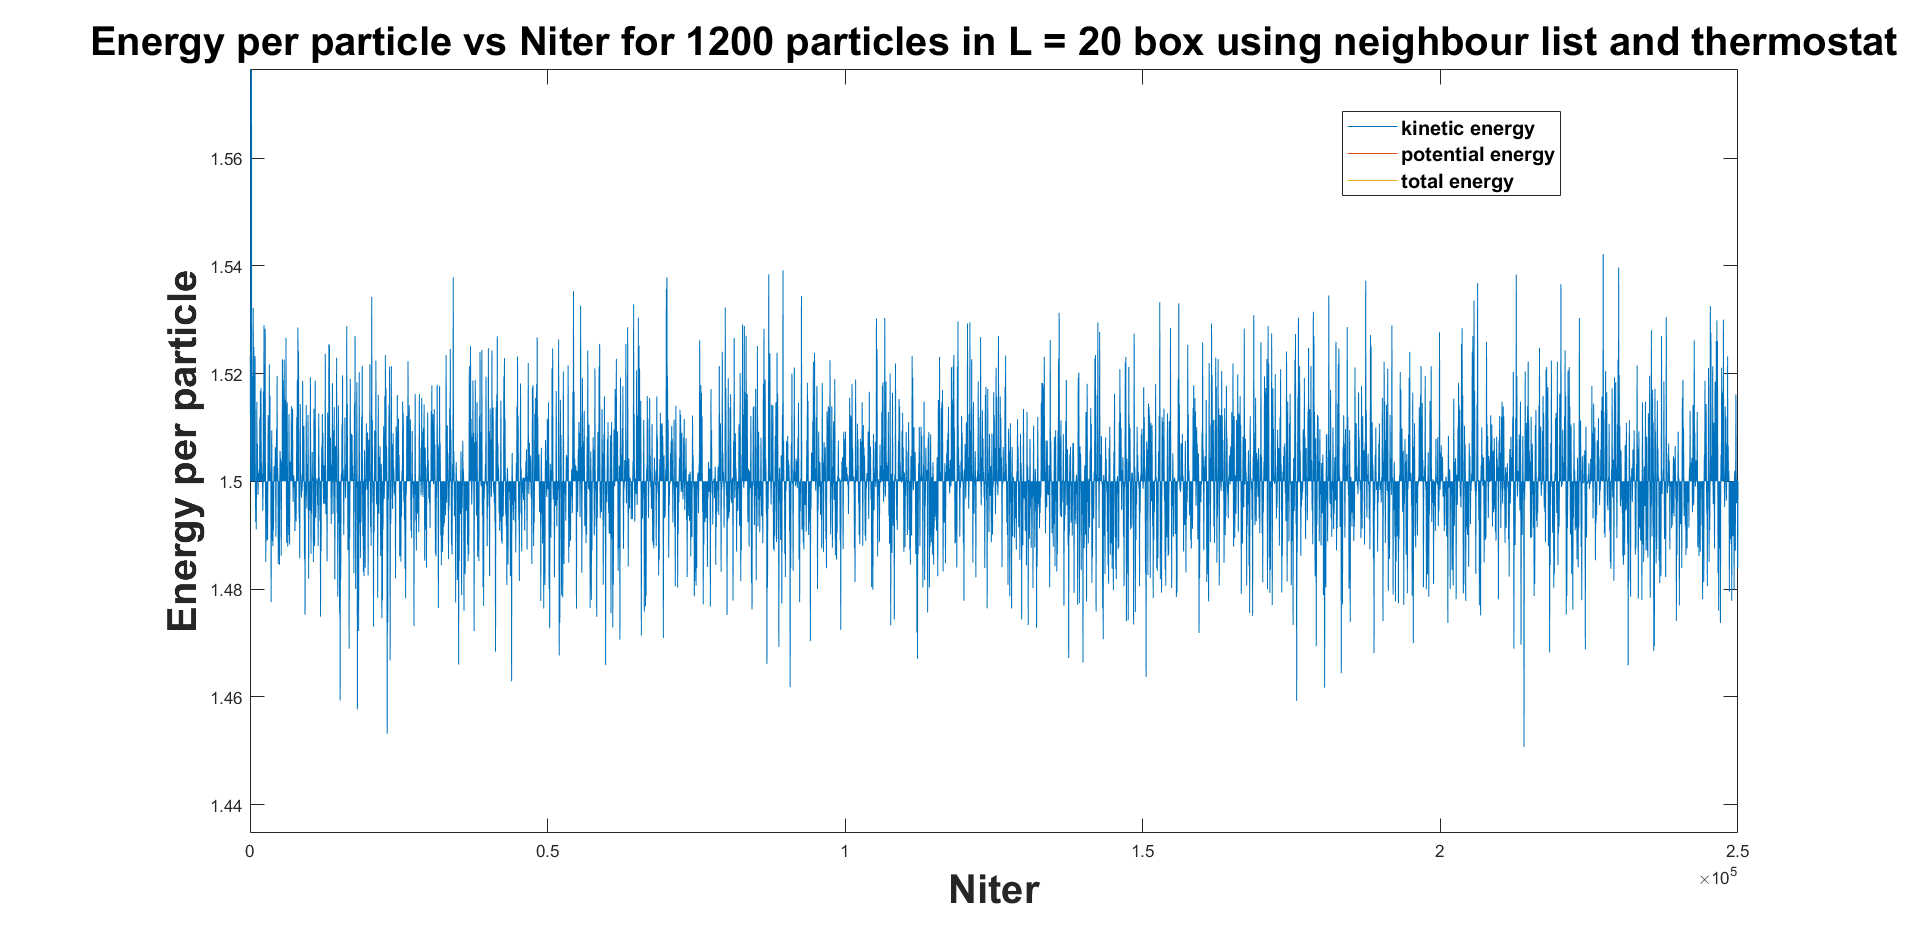 Energy per particle vs Niter for 1200 particles in L = 20 box using neighbour list and thermostat
kinetic energy
potential energy
total energy
Energy per particle
1.56
1.54
1.52
1.5
1.48
1.46
1.44
0 0.5 1 1.5 2 2.5
×10⁵
Niter